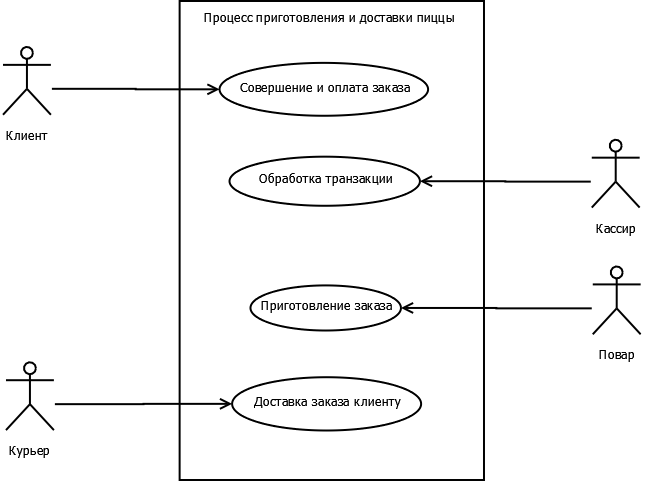 Процесс приготовления и доставки пиццы
Совершение и оплата заказа
Клиент
Обработка транзакции
Кассир
Приготовление заказа
Повар
Доставка заказа клиенту
Курьер